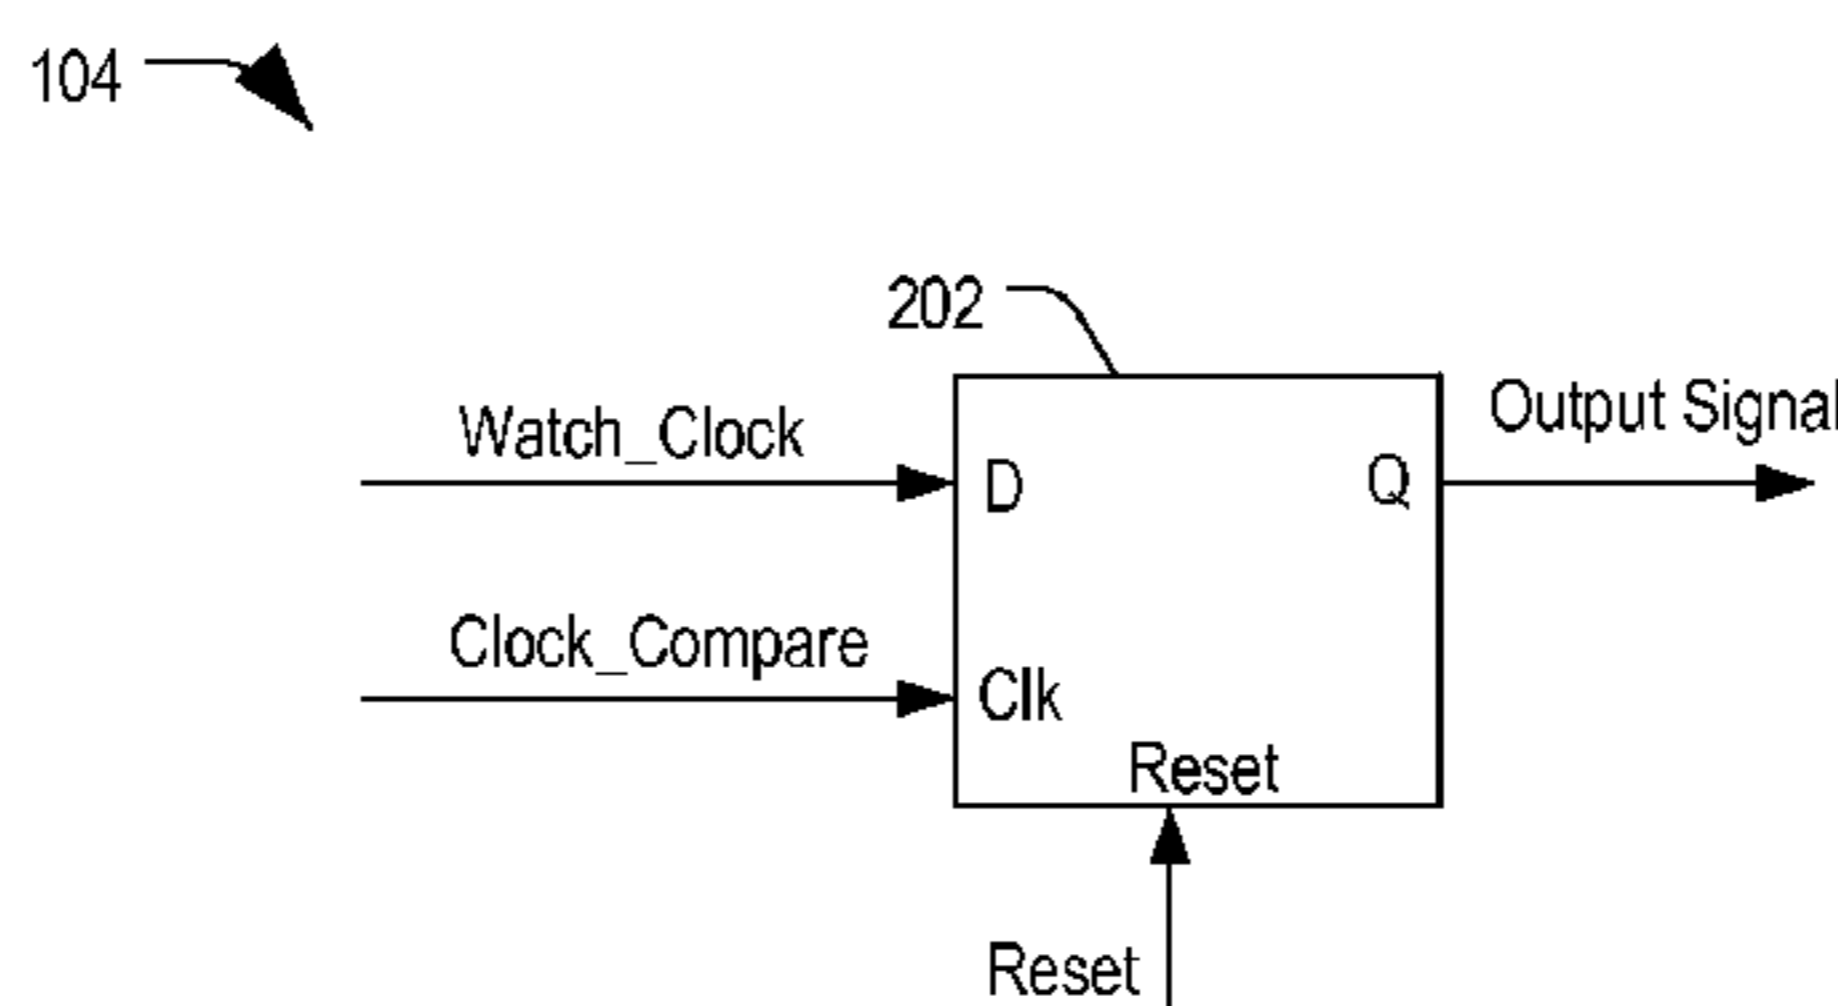 104
202
Watch_Clock
Output Signal
D
Q
Clock_Compare
Clk
Reset
Reset